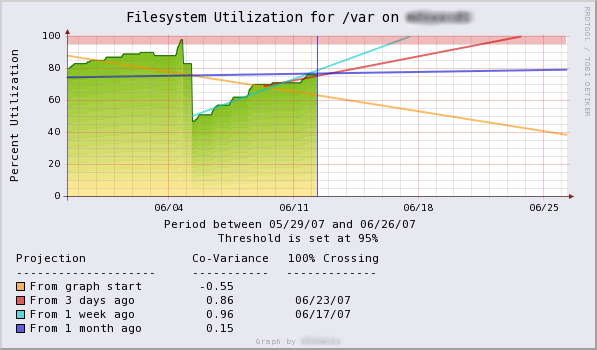 Filesystem Utilization for /var on
RRDTOOL / TOBI OETIKER
Percent Utilization
100
80
60
40
20
0
06/04 06/11 06/18 06/25
Period between 05/29/07 and 06/26/07
Threshold is set at 95%
Projection Co-Variance 100% Crossing
-------------------- ----------- -------------
From graph start -0.55
From 3 days ago 0.86 06/23/07
From 1 week ago 0.96 06/17/07
From 1 month ago 0.15
Graph by